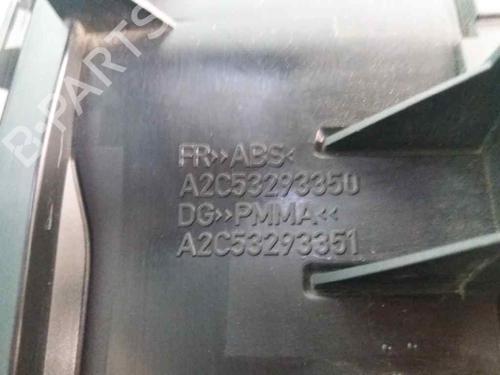 FR>>ABS<
A2C53293350
DG>>PMMA<<
A2C53293351
B-PARTS